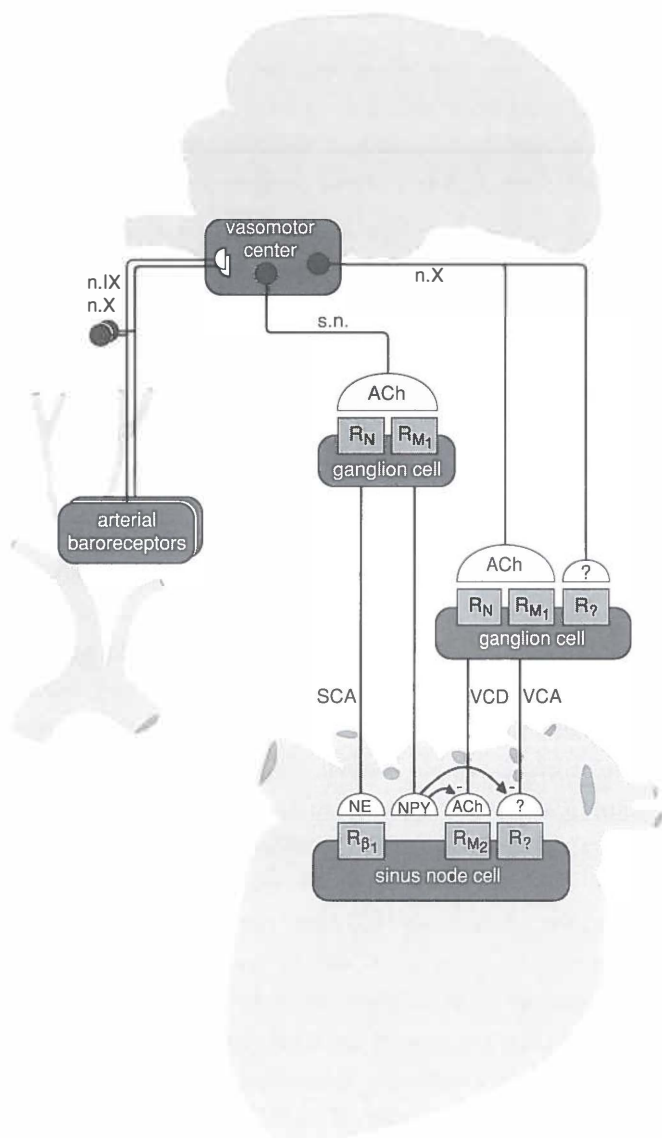 vasomotor
center
n.IX
n.X
n.X
s.n.
ACh
R_N R_M1
ganglion cell
arterial
baroreceptors
ACh ?
R_N R_M1 R_?
ganglion cell
SCA VCD VCA
- -
NE NPY ACh ?
R_β1 R_M2 R_?
sinus node cell